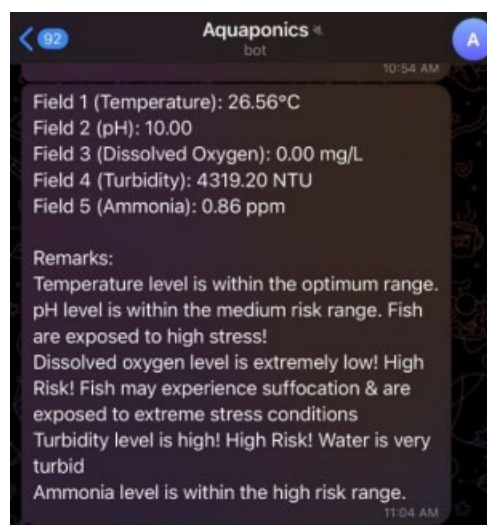 92
Aquaponics
A
bot
10:54 AM
Field 1 (Temperature): 26.56°C
Field 2 (pH): 10.00
Field 3 (Dissolved Oxygen): 0.00 mg/L
Field 4 (Turbidity): 4319.20 NTU
Field 5 (Ammonia): 0.86 ppm
Remarks:
Temperature level is within the optimum range.
pH level is within the medium risk range. Fish
are exposed to high stress!
Dissolved oxygen level is extremely low! High
Risk! Fish may experience suffocation & are
exposed to extreme stress conditions
Turbidity level is high! High Risk! Water is very
turbid
Ammonia level is within the high risk range.
11:04 AM